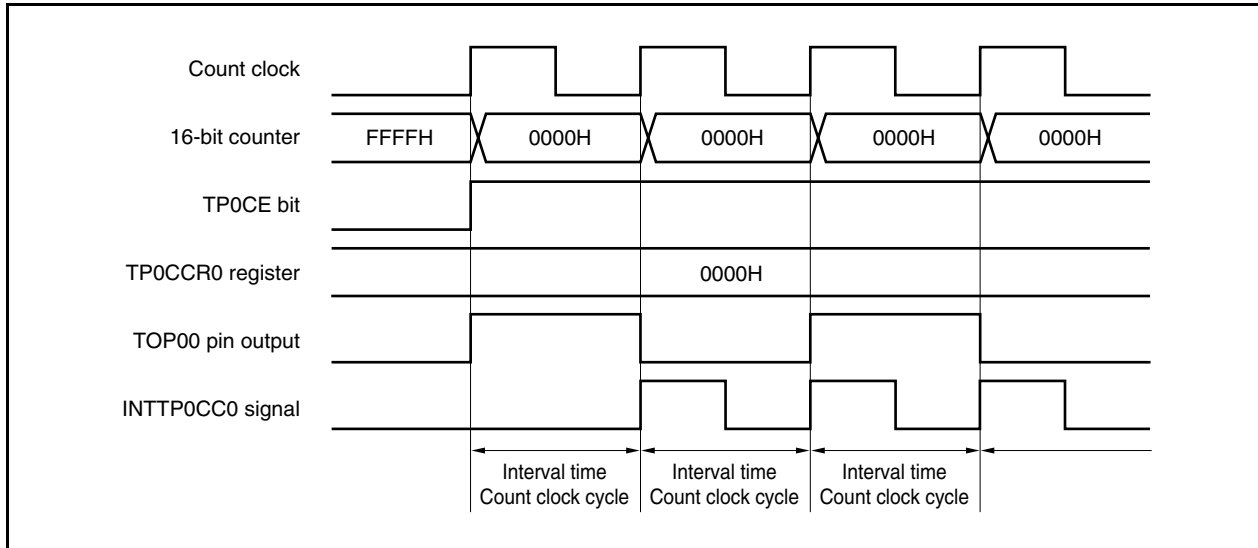 Count clock
16-bit counter FFFFH 0000H 0000H 0000H 0000H
TP0CE bit
TP0CCR0 register 0000H
TOP00 pin output
INTTP0CC0 signal
Interval time Interval time Interval time
Count clock cycle Count clock cycle Count clock cycle